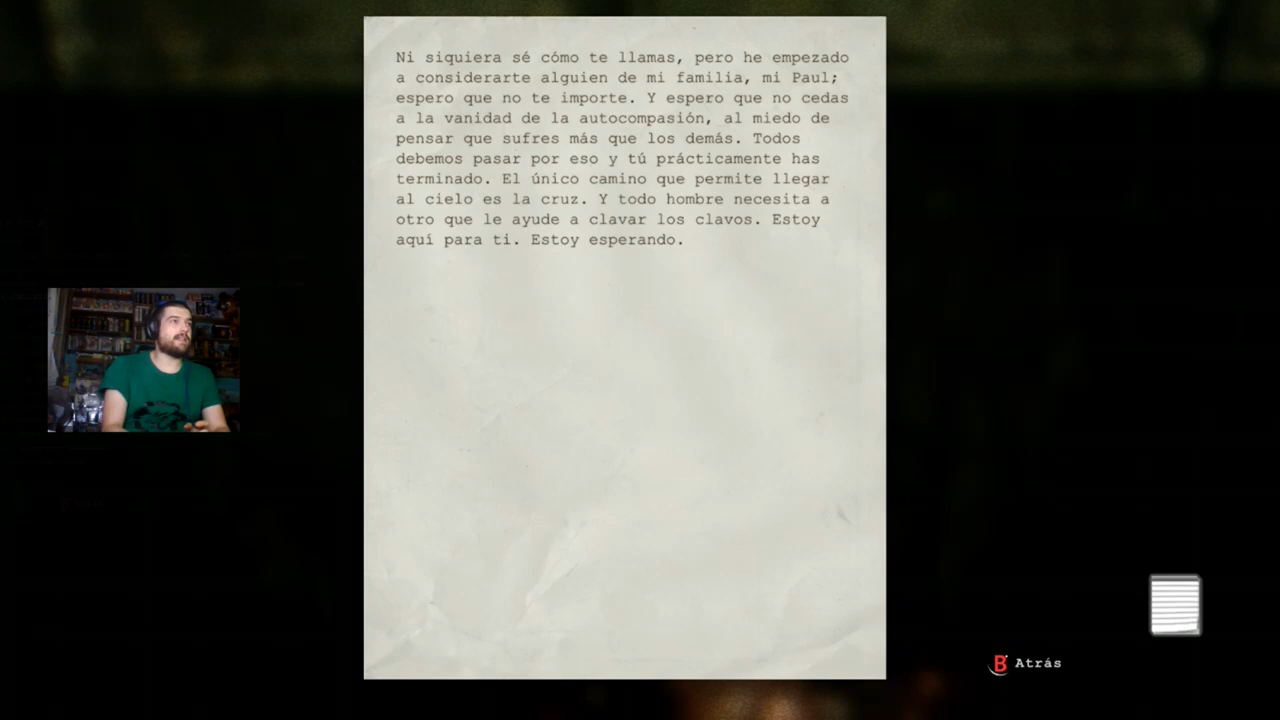 Ni siquiera sé cómo te llamas, pero he empezado
a considerarte alguien de mi familia, mi Paul;
espero que no te importe. Y espero que no cedas
a la vanidad de la autocompasión, al miedo de
pensar que sufres más que los demás. Todos
debemos pasar por eso y tú prácticamente has
terminado. El único camino que permite llegar
al cielo es la cruz. Y todo hombre necesita a
otro que le ayude a clavar los clavos. Estoy
aquí para ti. Estoy esperando.
B Atrás